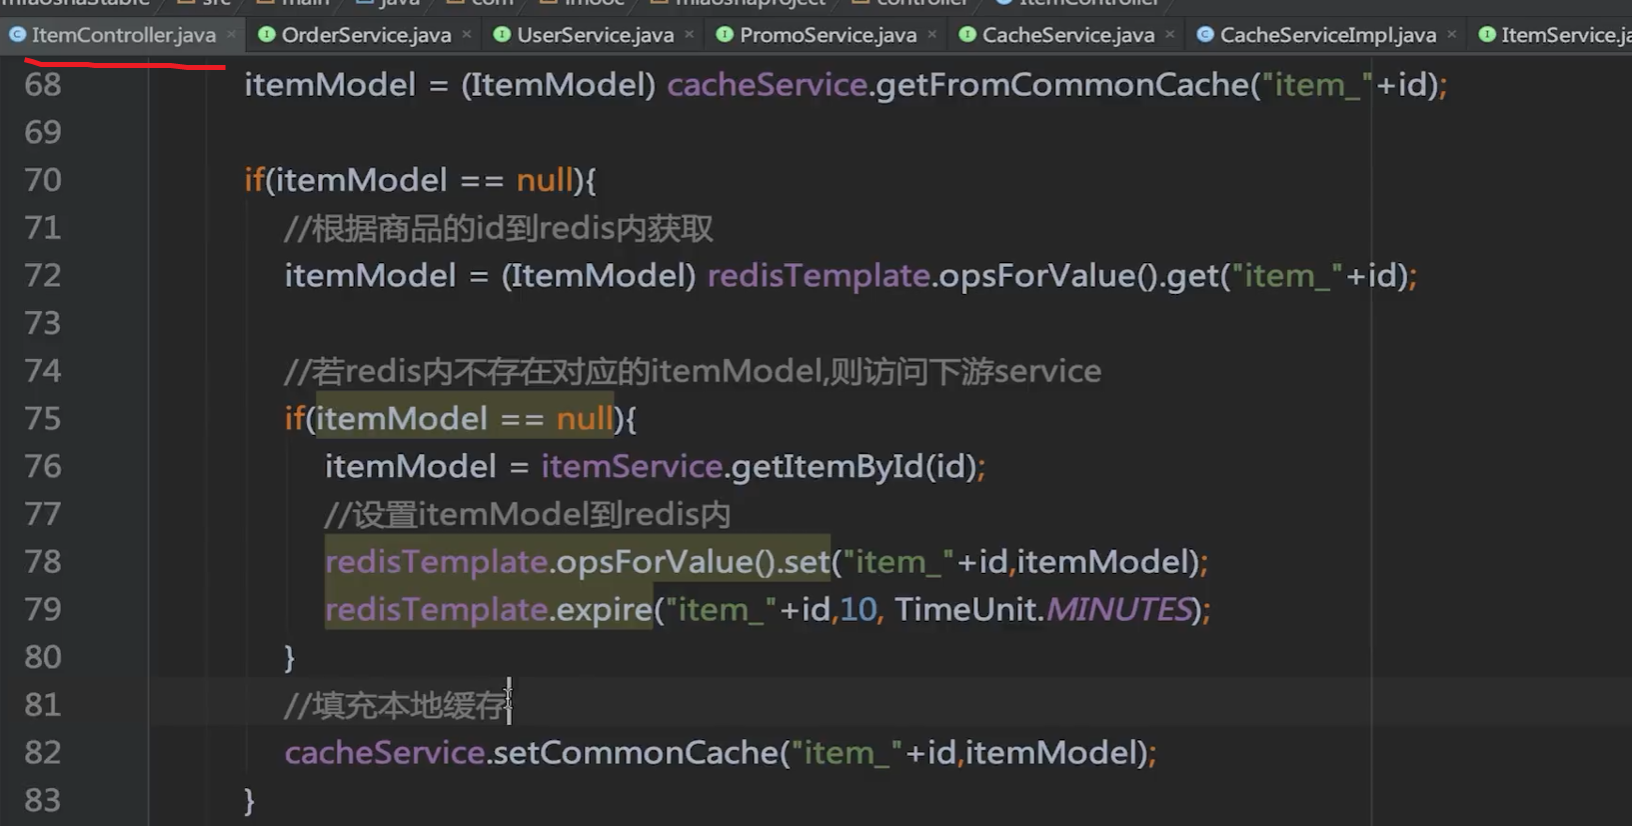 src main java com imooc miaoshaproject controller ItemController
ItemController.java × OrderService.java × UserService.java × PromoService.java × CacheService.java × CacheServiceImpl.java × ItemService.ja
68 itemModel = (ItemModel) cacheService.getFromCommonCache("item_"+id);
69
70 if(itemModel == null){
71 //根据商品的id到redis内获取
72 itemModel = (ItemModel) redisTemplate.opsForValue().get("item_"+id);
73
74 //若redis内不存在对应的itemModel,则访问下游service
75 if(itemModel == null){
76 itemModel = itemService.getItemById(id);
77 //设置itemModel到redis内
78 redisTemplate.opsForValue().set("item_"+id,itemModel);
79 redisTemplate.expire("item_"+id,10, TimeUnit.MINUTES);
80 }
81 //填充本地缓存
82 cacheService.setCommonCache("item_"+id,itemModel);
83 }